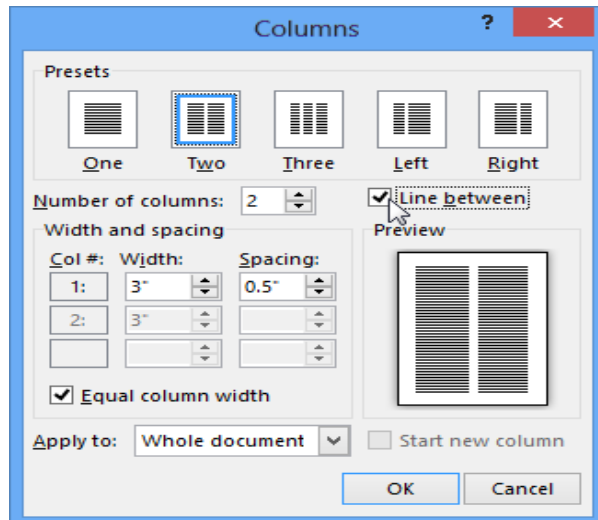 Columns ? ×
Presets
One Two Three Left Right
Number of columns: 2 Line between
Width and spacing Preview
Col #: Width: Spacing:
1: 3" 0.5"
2: 3"
Equal column width
Apply to: Whole document Start new column
OK Cancel